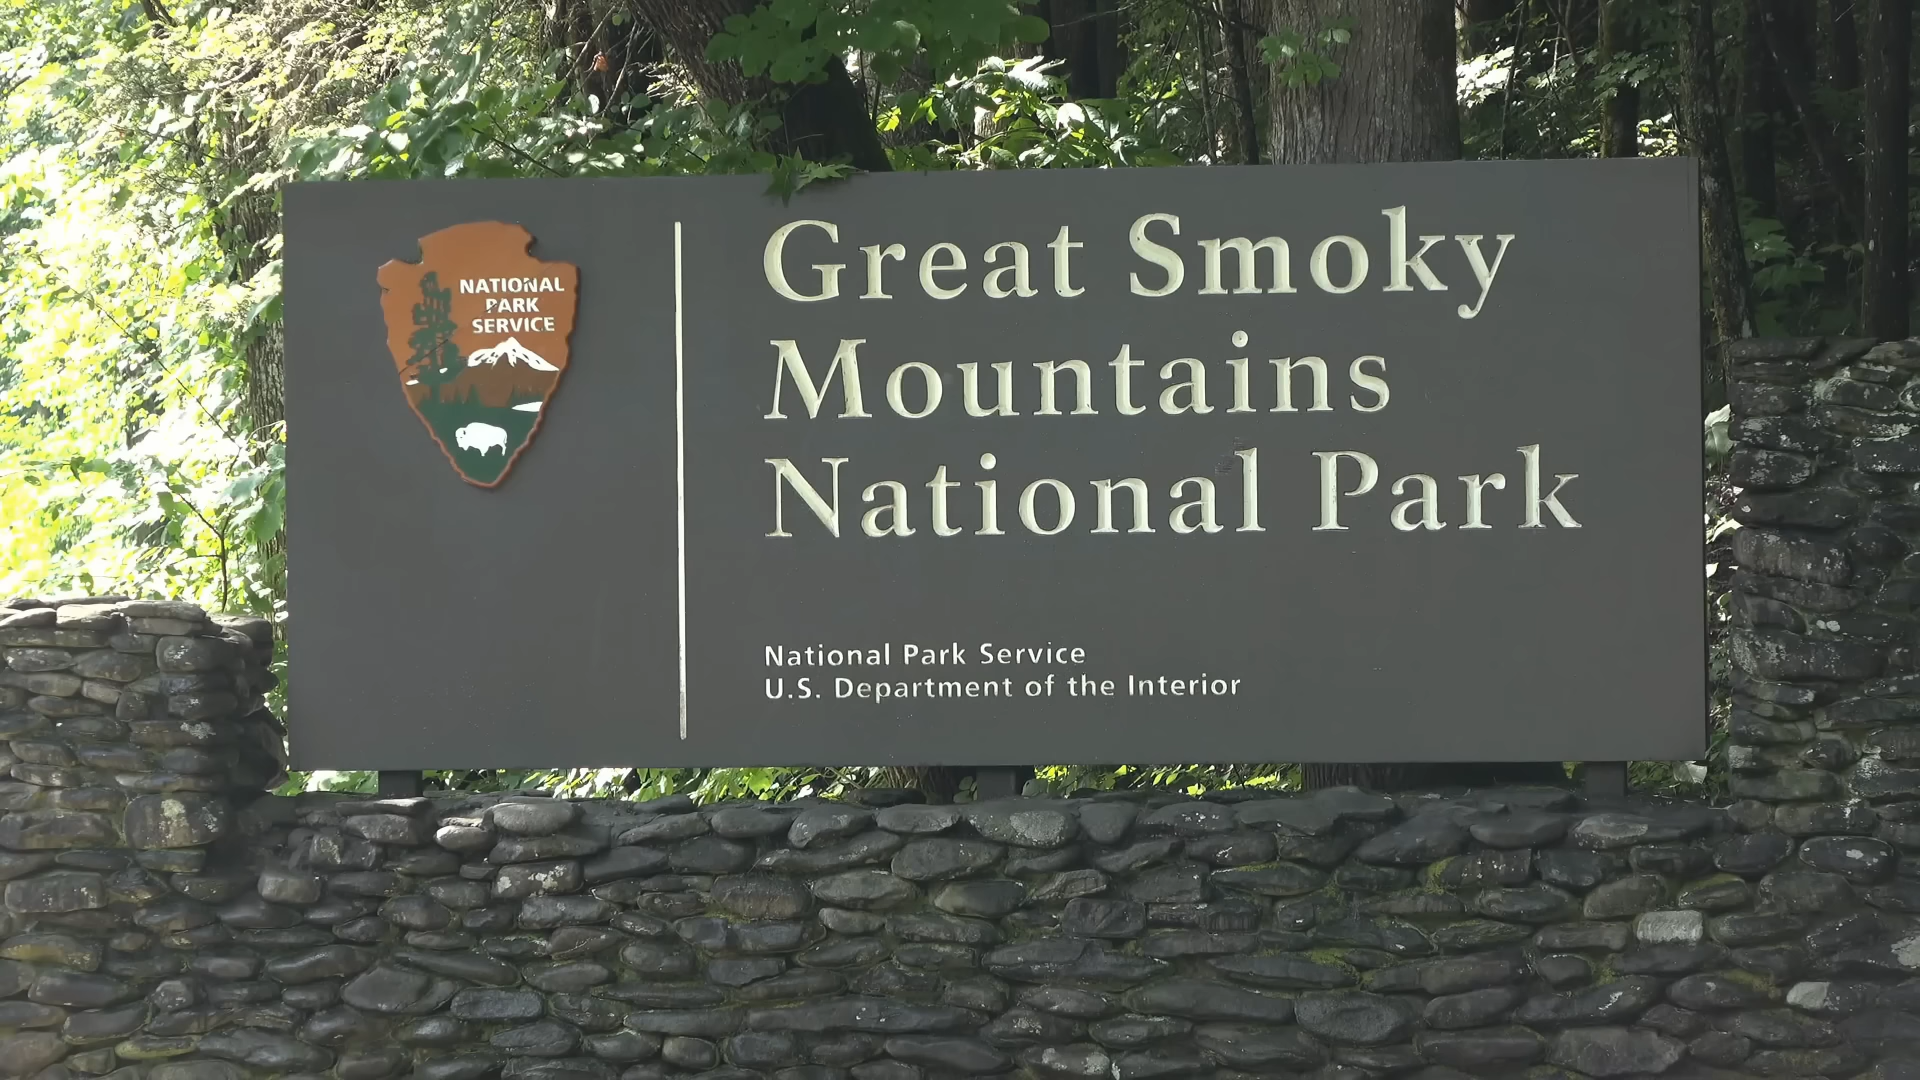 NATIONAL
PARK
SERVICE
Great Smoky
Mountains
National Park
National Park Service
U.S. Department of the Interior